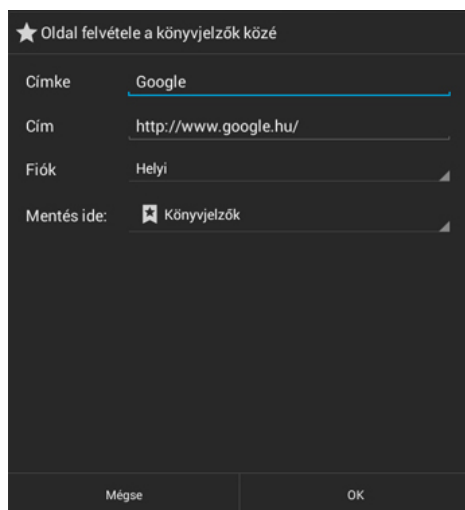 Oldal felvétele a könyvjelzők közé
Címke Google
Cím http://www.google.hu/
Fiók Helyi
Mentés ide: Könyvjelzők
Mégse OK